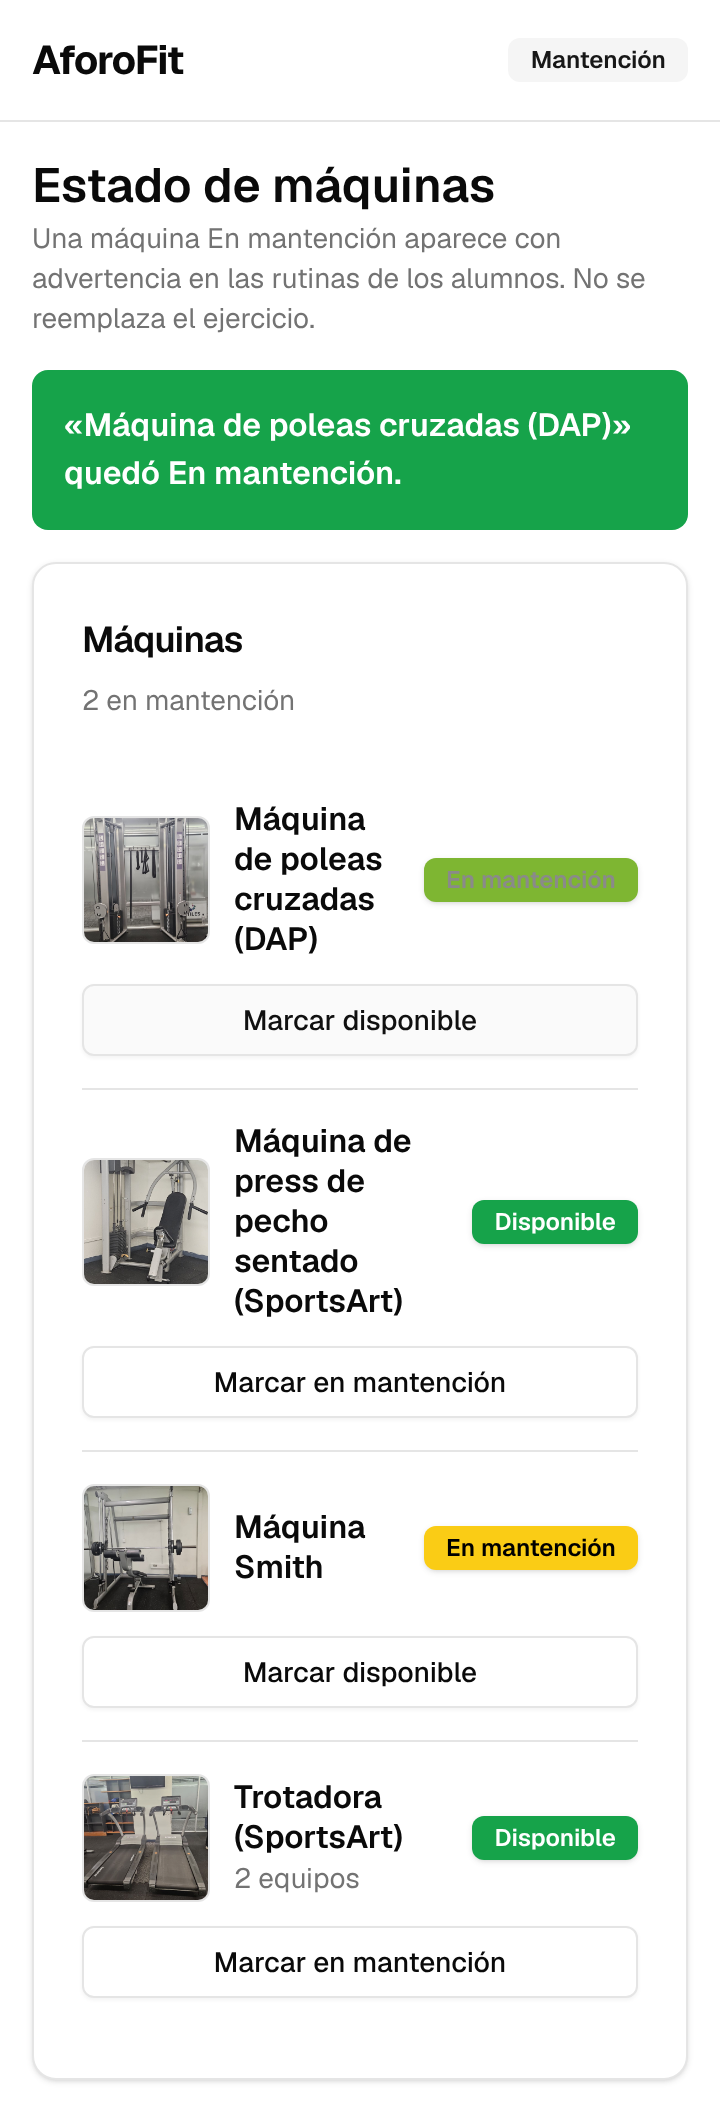 AforoFit
Mantención
Estado de máquinas
Una máquina En mantención aparece con
advertencia en las rutinas de los alumnos. No se
reemplaza el ejercicio.
«Máquina de poleas cruzadas (DAP)»
quedó En mantención.
Máquinas
2 en mantención
Máquina
de poleas
cruzadas
(DAP)
En mantención
Marcar disponible
Máquina de
press de
pecho
sentado
(SportsArt)
Disponible
Marcar en mantención
Máquina
Smith
En mantención
Marcar disponible
Trotadora
(SportsArt)
2 equipos
Disponible
Marcar en mantención